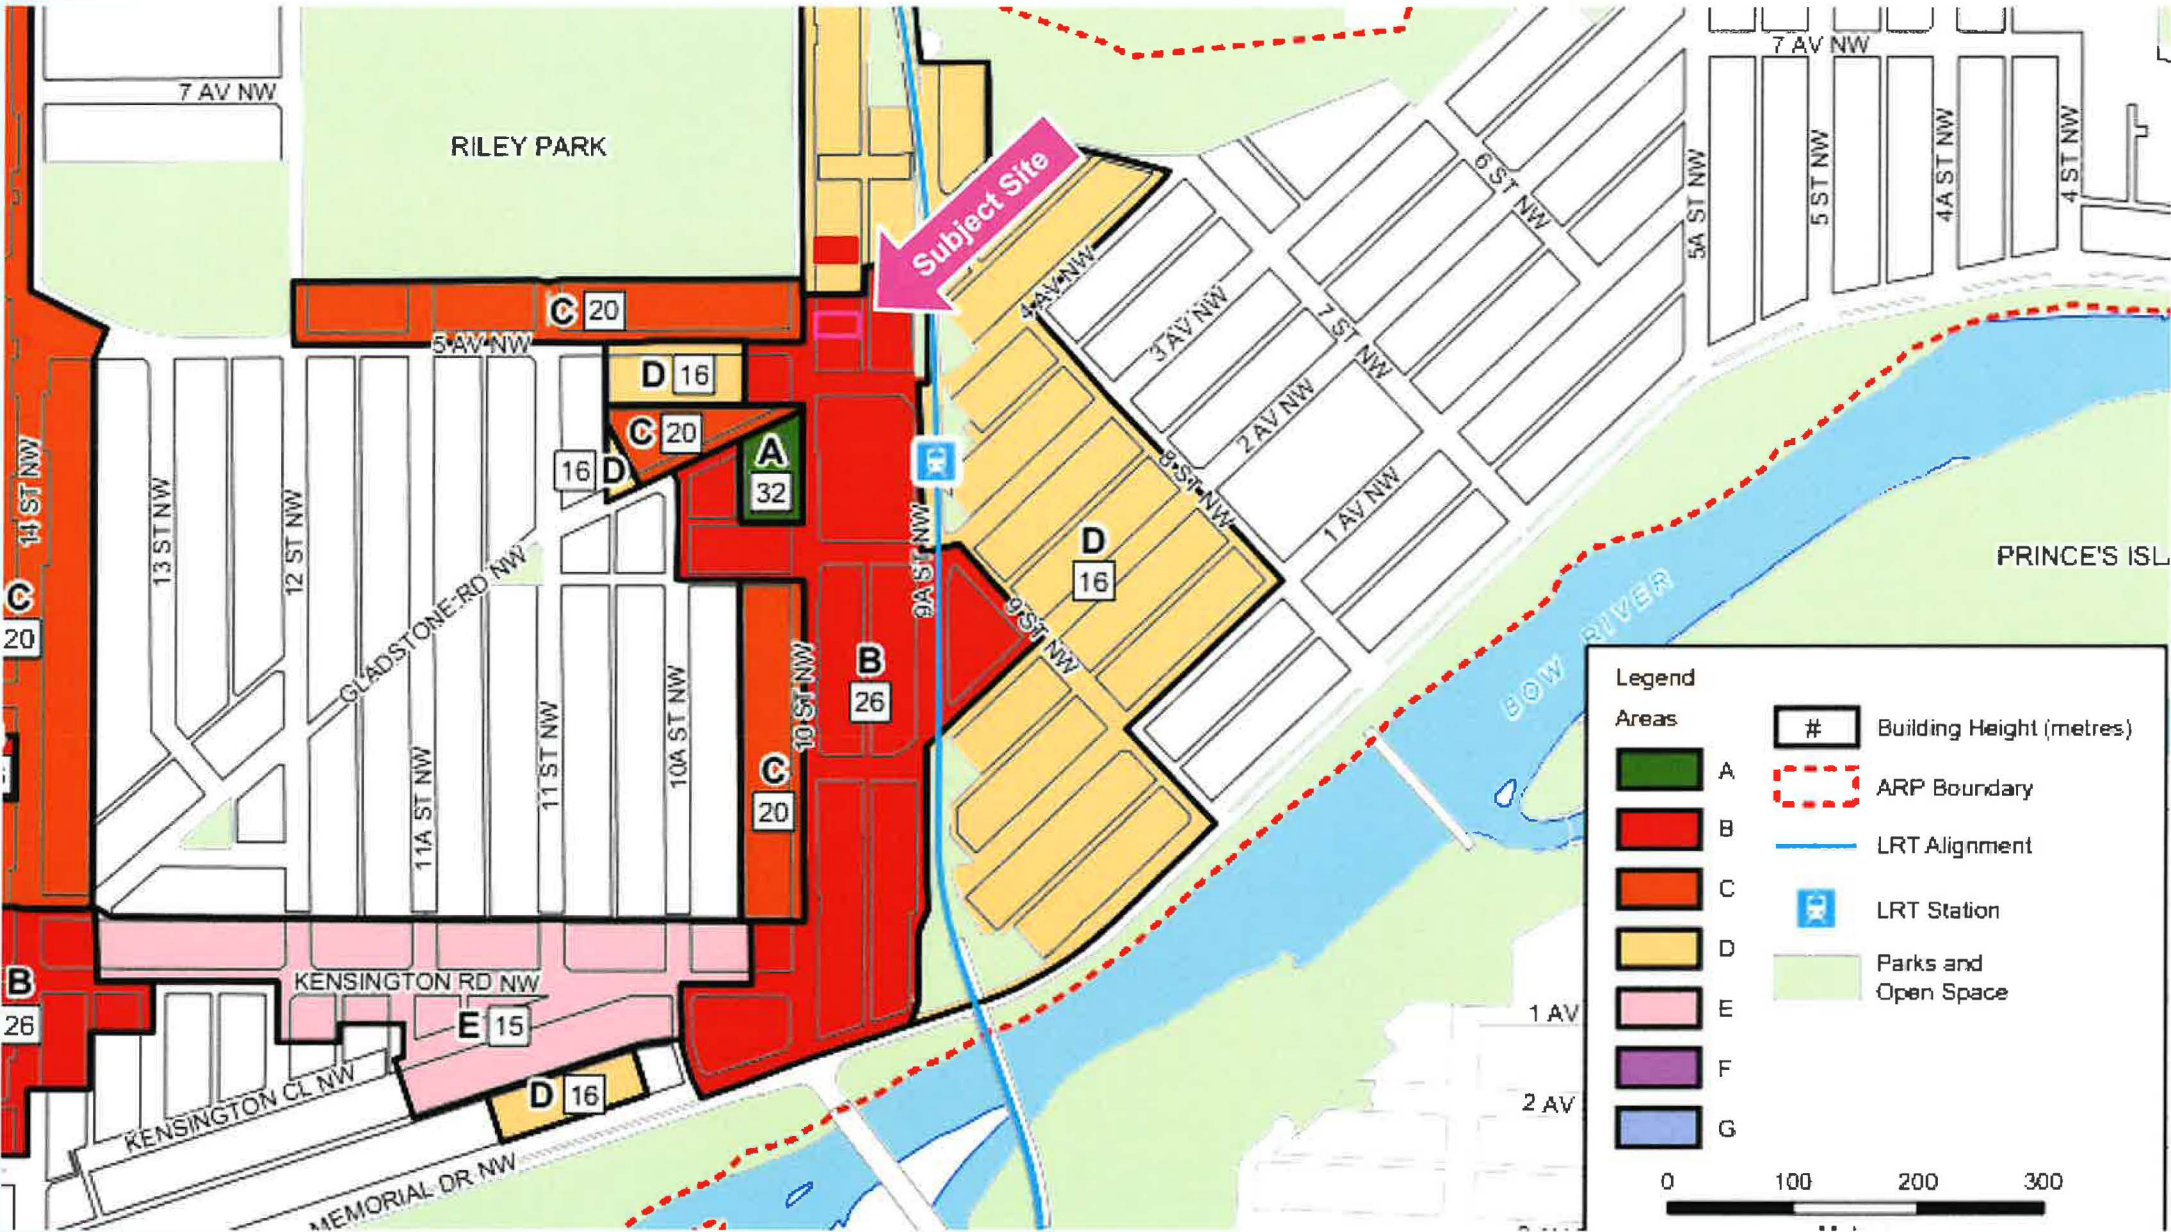 7 AV NW
7 AV NW
RILEY PARK
Subject Site
6 ST NW
5A ST NW
5 ST NW
4A ST NW
4 ST NW
4 AV NW
3 AV NW
7 ST NW
C 20
5 AV NW
D 16
C 20
2 AV NW
A
32
16 D
8 ST NW
1 AV NW
14 ST NW
13 ST NW
12 ST NW
GLADSTONE RD NW
9A ST NW
D
16
9 ST NW
PRINCE'S ISL
C
20
10 ST NW
B
26
BOW RIVER
10A ST NW
11 ST NW
11A ST NW
C
20
B
26
KENSINGTON RD NW
E 15
KENSINGTON CL NW
D 16
MEMORIAL DR NW
1 AV
2 AV
Legend
Areas
A
B
C
D
E
F
G
# Building Height (metres)
ARP Boundary
LRT Alignment
LRT Station
Parks and
Open Space
0 100 200 300